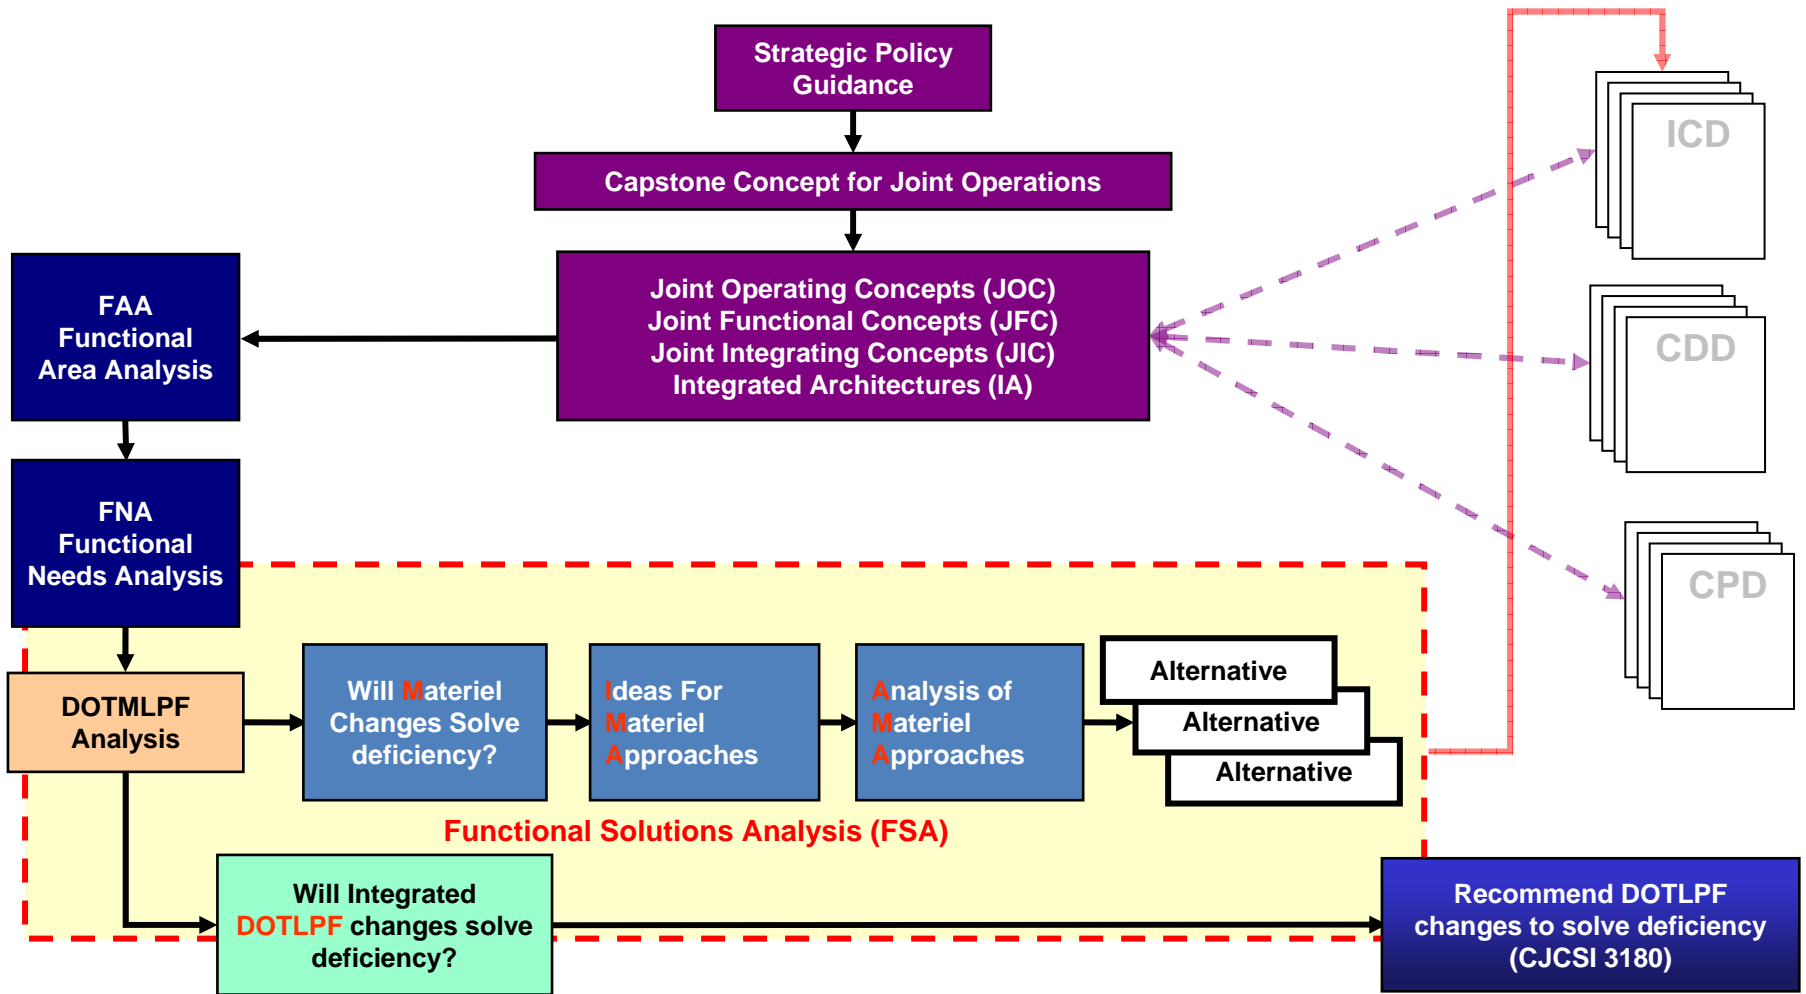 Strategic Policy
Guidance
Capstone Concept for Joint Operations
Joint Operating Concepts (JOC)
Joint Functional Concepts (JFC)
Joint Integrating Concepts (JIC)
Integrated Architectures (IA)
FAA
Functional
Area Analysis
FNA
Functional
Needs Analysis
ICD
CDD
CPD
DOTMLPF
Analysis
Will Materiel
Changes Solve
deficiency?
Ideas For
Materiel
Approaches
Analysis of
Materiel
Approaches
Alternative
Alternative
Alternative
Functional Solutions Analysis (FSA)
Will Integrated
DOTLPF changes solve
deficiency?
Recommend DOTLPF
changes to solve deficiency
(CJCSI 3180)